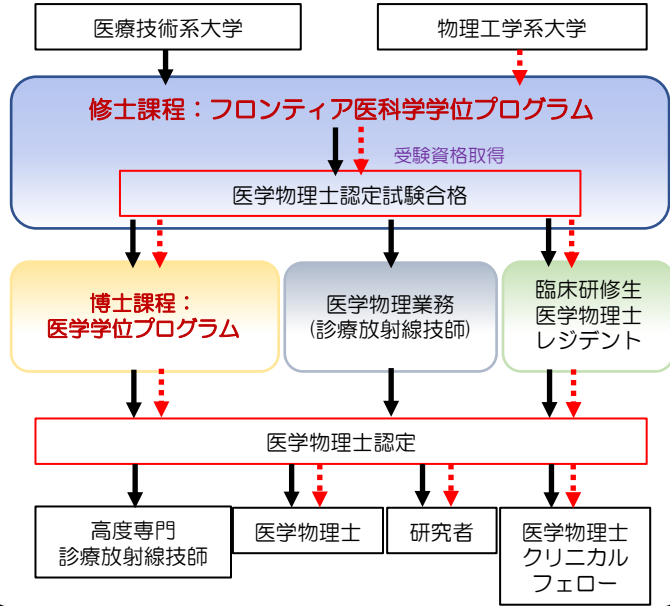 医療技術系大学
物理工学系大学
修士課程：フロンティア医科学学位プログラム
受験資格取得
医学物理士認定試験合格
博士課程：
医学学位プログラム
医学物理業務
(診療放射線技師)
臨床研修生
医学物理士
レジデント
医学物理士認定
高度専門
診療放射線技師
医学物理士
研究者
医学物理士
クリニカル
フェロー